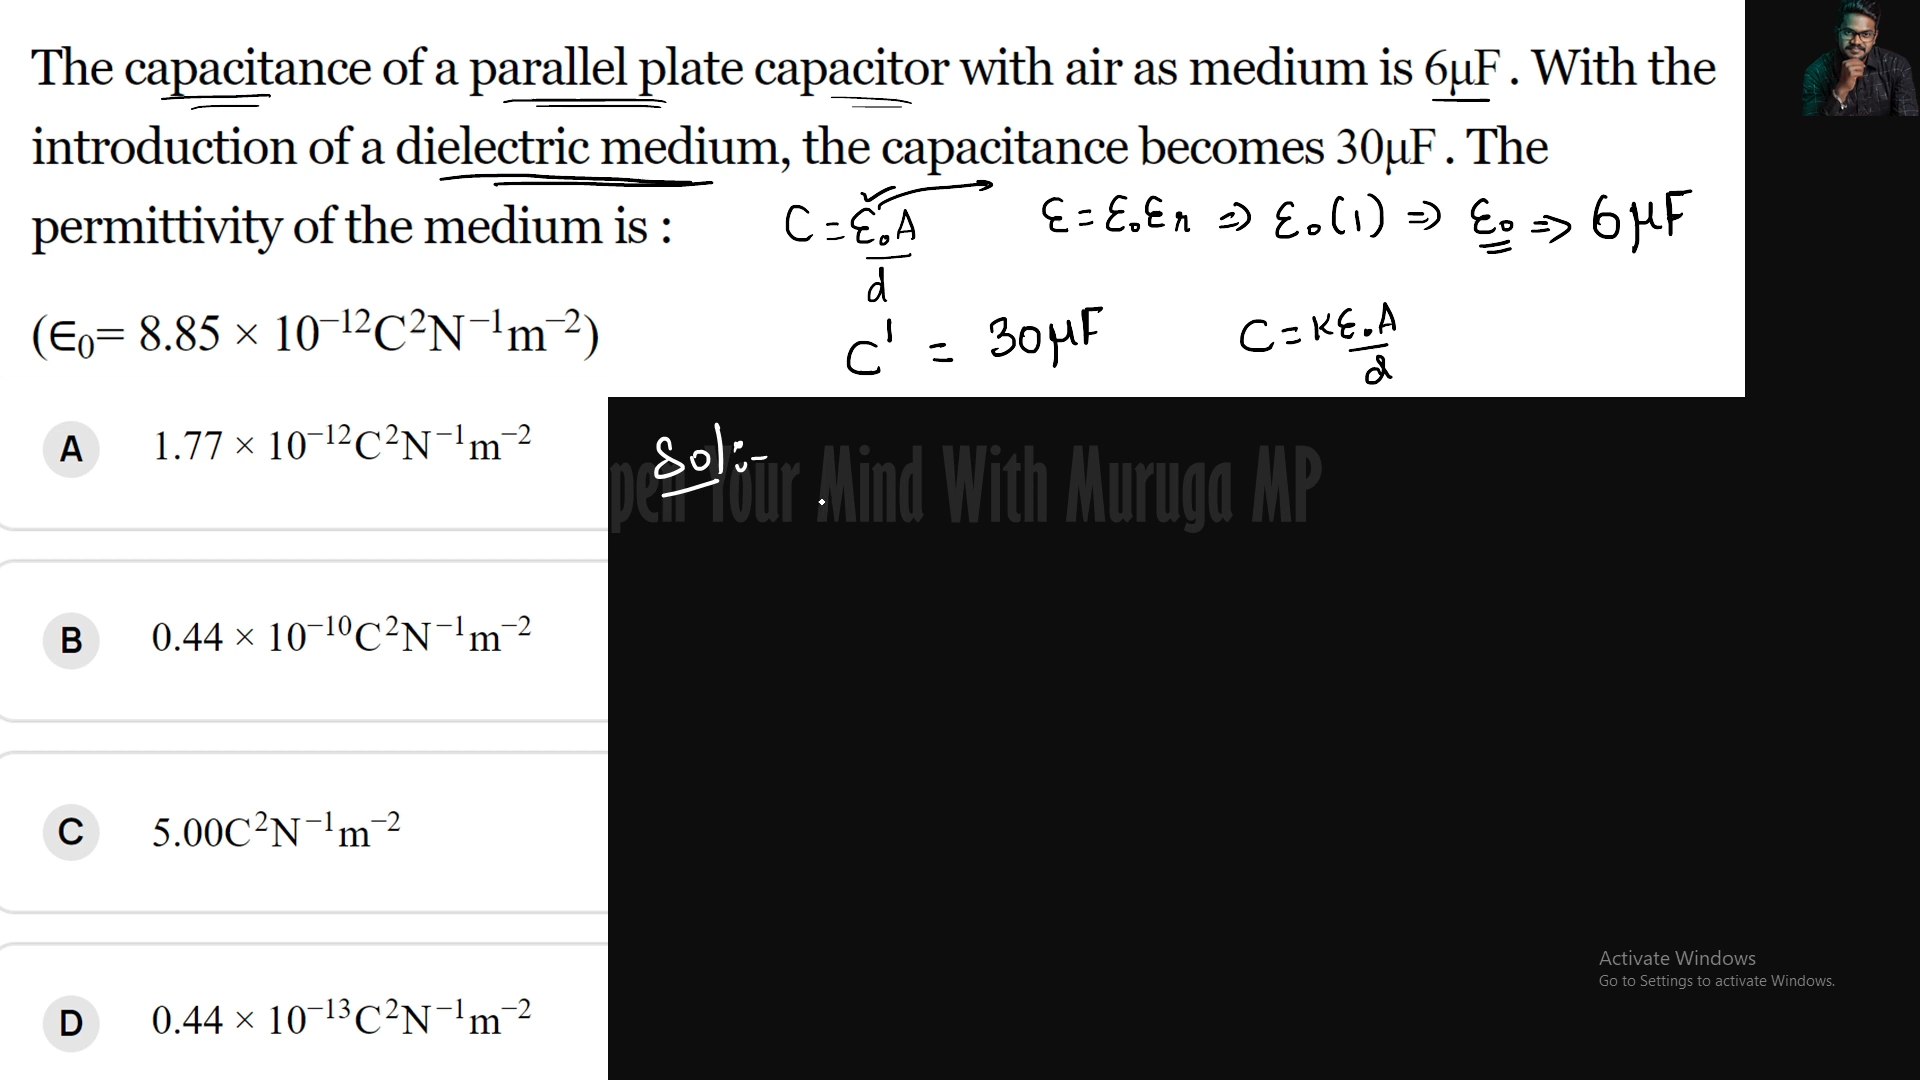 The capacitance of a parallel plate capacitor with air as medium is 6μF. With the
introduction of a dielectric medium, the capacitance becomes 30μF. The
permittivity of the medium is :
C = ε₀A/d
ε = ε₀εr ⇒ ε₀(1) ⇒ ε₀ ⇒ 6μF
(∈₀= 8.85 × 10⁻¹²C²N⁻¹m⁻²)
C' = 30μF
C = Kε₀A/d
A 1.77 × 10⁻¹²C²N⁻¹m⁻²
Sol:-
pen Your Mind With Muruga MP
B 0.44 × 10⁻¹⁰C²N⁻¹m⁻²
C 5.00C²N⁻¹m⁻²
D 0.44 × 10⁻¹³C²N⁻¹m⁻²
Activate Windows
Go to Settings to activate Windows.